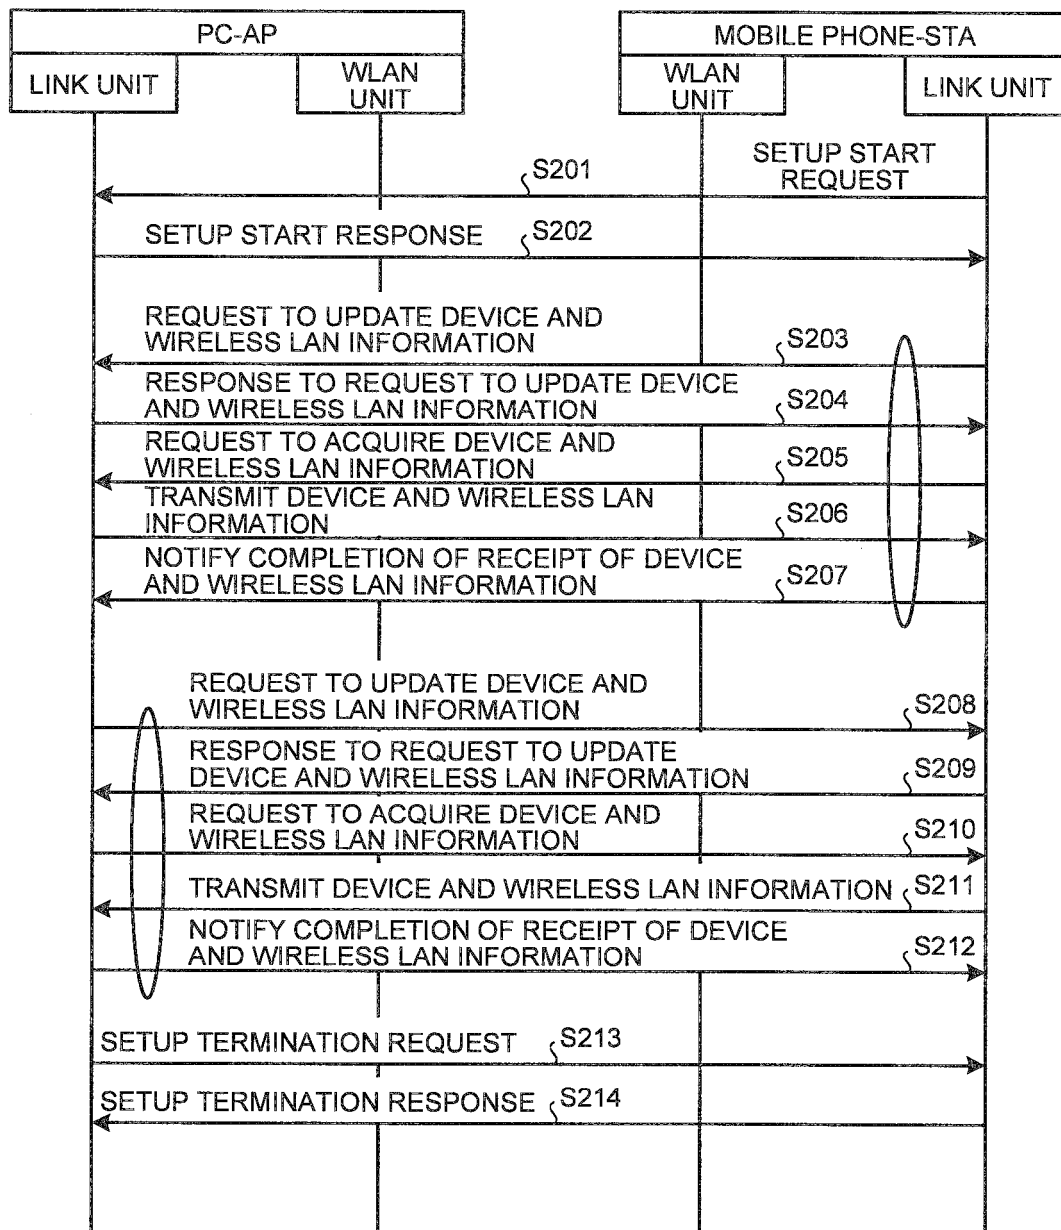 PC-AP
MOBILE PHONE-STA
LINK UNIT
WLAN
UNIT
WLAN
UNIT
LINK UNIT
SETUP START
REQUEST
S201
SETUP START RESPONSE
S202
REQUEST TO UPDATE DEVICE AND
WIRELESS LAN INFORMATION
S203
RESPONSE TO REQUEST TO UPDATE DEVICE
AND WIRELESS LAN INFORMATION
S204
REQUEST TO ACQUIRE DEVICE AND
WIRELESS LAN INFORMATION
S205
TRANSMIT DEVICE AND WIRELESS LAN
INFORMATION
S206
NOTIFY COMPLETION OF RECEIPT OF DEVICE
AND WIRELESS LAN INFORMATION
S207
REQUEST TO UPDATE DEVICE AND
WIRELESS LAN INFORMATION
S208
RESPONSE TO REQUEST TO UPDATE
DEVICE AND WIRELESS LAN INFORMATION
S209
REQUEST TO ACQUIRE DEVICE AND
WIRELESS LAN INFORMATION
S210
TRANSMIT DEVICE AND WIRELESS LAN INFORMATION
S211
NOTIFY COMPLETION OF RECEIPT OF DEVICE
AND WIRELESS LAN INFORMATION
S212
SETUP TERMINATION REQUEST
S213
SETUP TERMINATION RESPONSE
S214